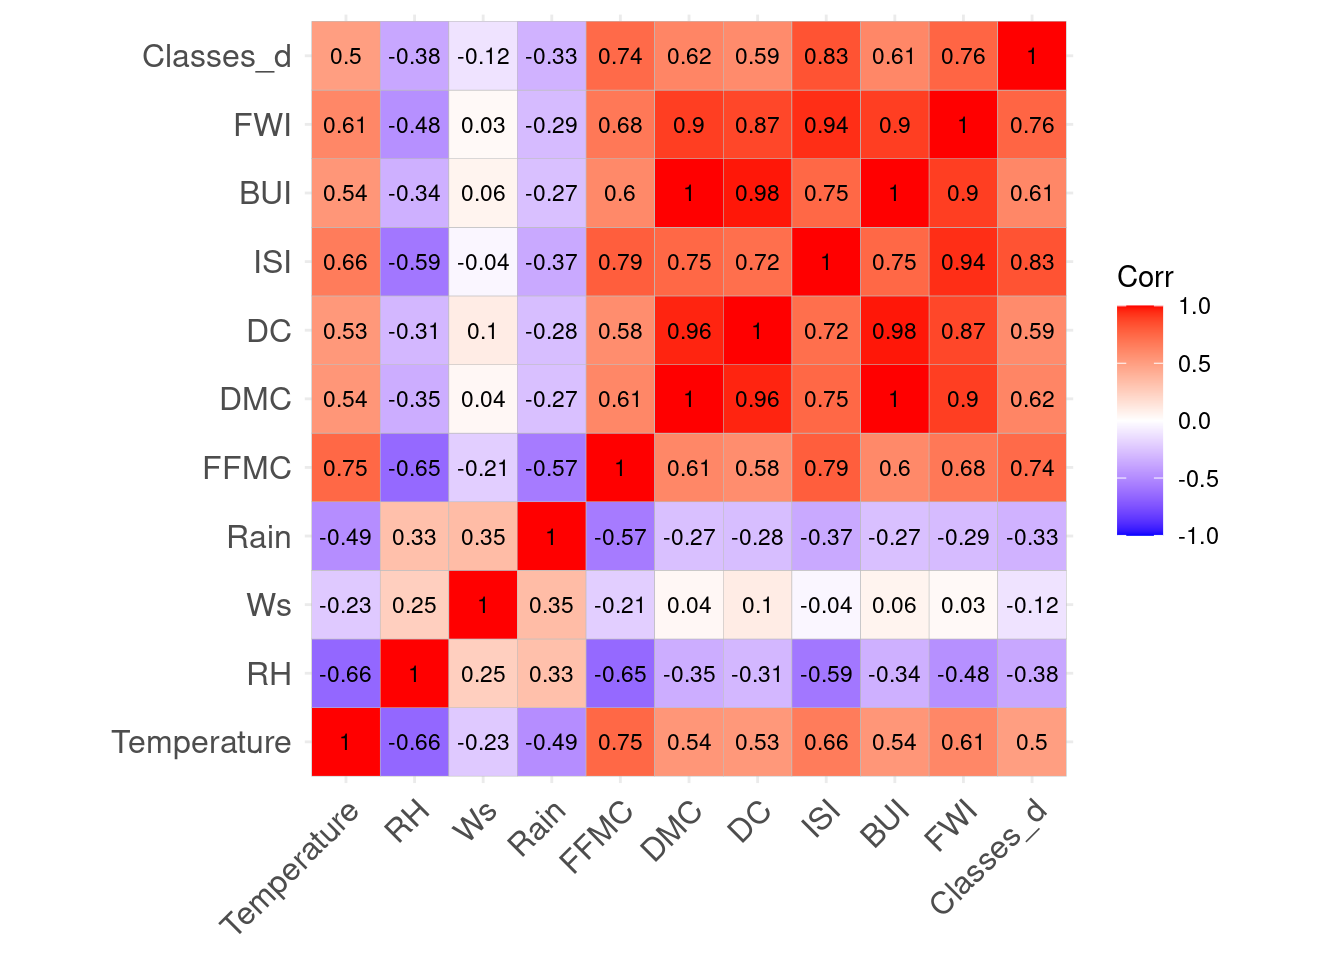 Classes_d 0.5 -0.38 -0.12 -0.33 0.74 0.62 0.59 0.83 0.61 0.76 1
FWI 0.61 -0.48 0.03 -0.29 0.68 0.9 0.87 0.94 0.9 1 0.76
BUI 0.54 -0.34 0.06 -0.27 0.6 1 0.98 0.75 1 0.9 0.61
ISI 0.66 -0.59 -0.04 -0.37 0.79 0.75 0.72 1 0.75 0.94 0.83
DC 0.53 -0.31 0.1 -0.28 0.58 0.96 1 0.72 0.98 0.87 0.59
DMC 0.54 -0.35 0.04 -0.27 0.61 1 0.96 0.75 1 0.9 0.62
FFMC 0.75 -0.65 -0.21 -0.57 1 0.61 0.58 0.79 0.6 0.68 0.74
Rain -0.49 0.33 0.35 1 -0.57 -0.27 -0.28 -0.37 -0.27 -0.29 -0.33
Ws -0.23 0.25 1 0.35 -0.21 0.04 0.1 -0.04 0.06 0.03 -0.12
RH -0.66 1 0.25 0.33 -0.65 -0.35 -0.31 -0.59 -0.34 -0.48 -0.38
Temperature 1 -0.66 -0.23 -0.49 0.75 0.54 0.53 0.66 0.54 0.61 0.5
Temperature RH Ws Rain FFMC DMC DC ISI BUI FWI Classes_d
Corr
1.0
0.5
0.0
-0.5
-1.0